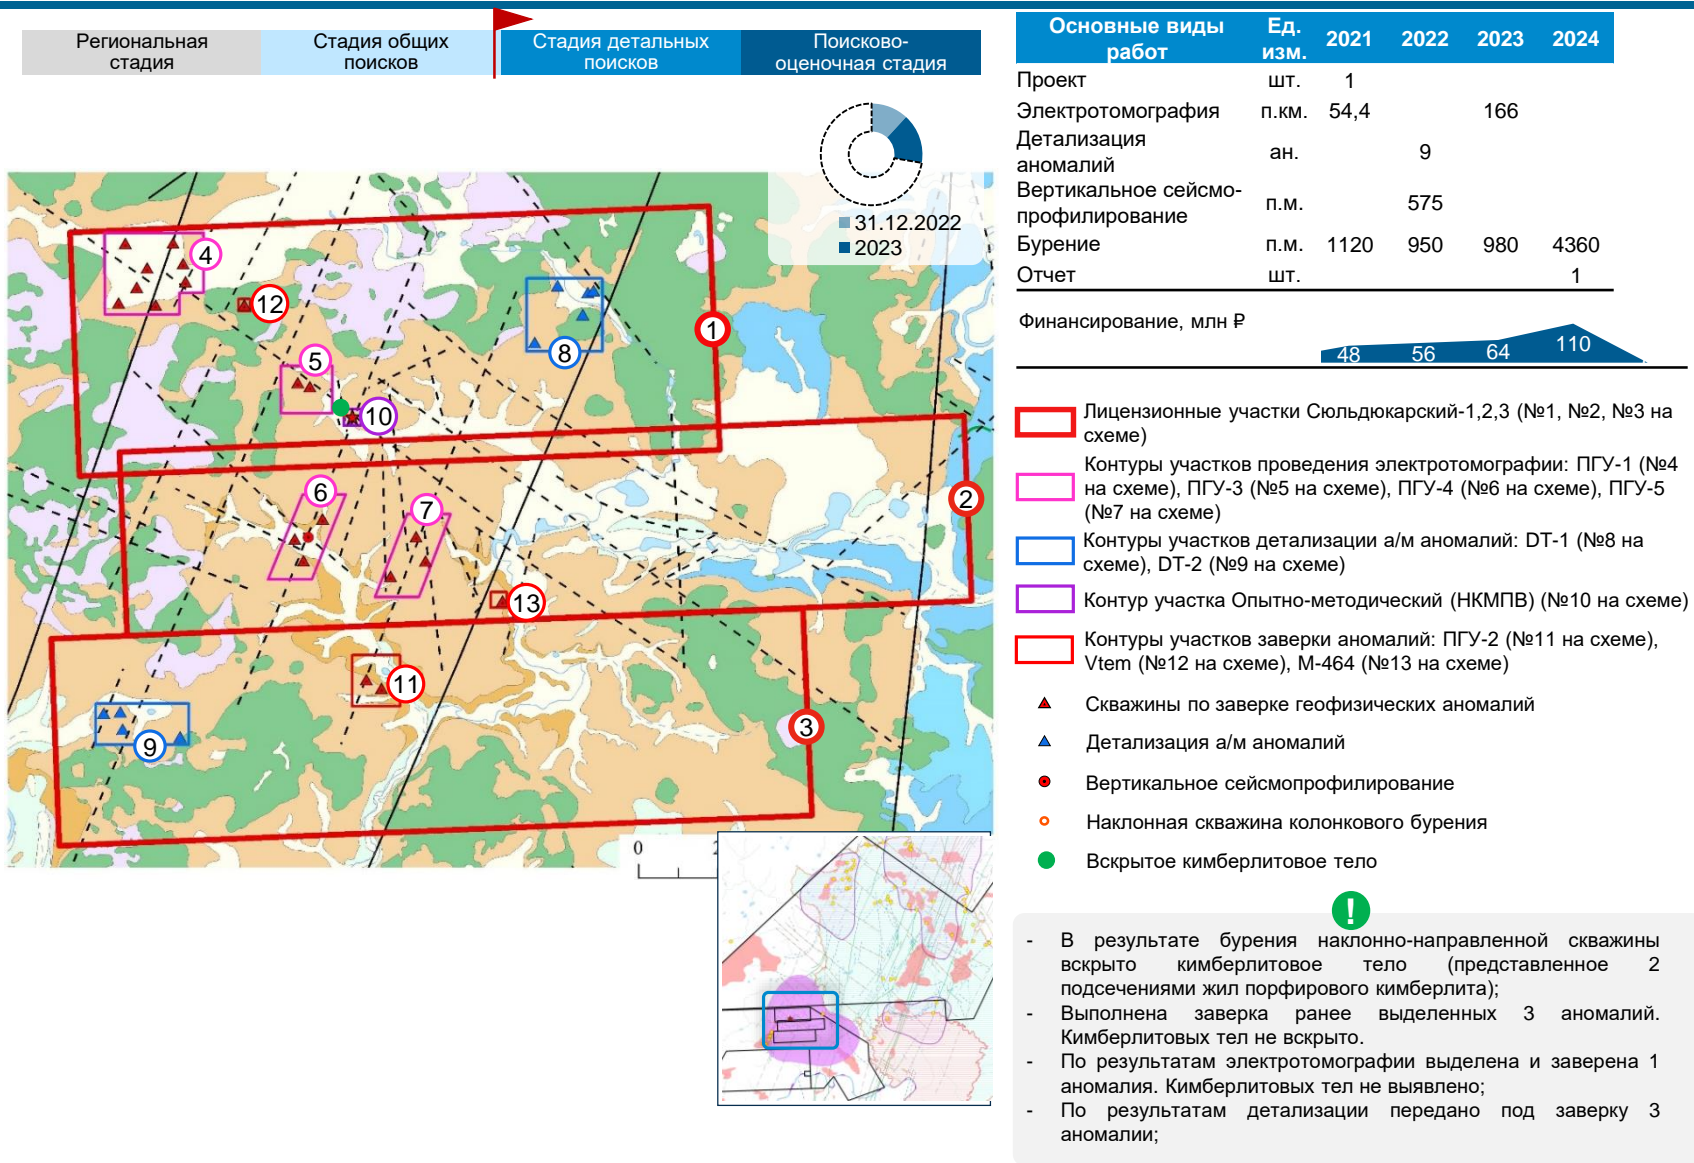 Региональная
стадия
Стадия общих
поисков
Стадия детальных
поисков
Поисково-
оценочная стадия
31.12.2022
2023
4
12
1
8
5
10
6
7
2
13
11
3
9
0
Основные виды
работ
Ед.
изм.
2021
2022
2023
2024
Проект шт. 1
Электротомография п.км. 54,4 166
Детализация
аномалий
ан. 9
Вертикальное сейсмо-
профилирование
п.м. 575
Бурение п.м. 1120 950 980 4360
Отчет шт. 1
Финансирование, млн ₽
48 56 64 110
Лицензионные участки Сюльдюкарский-1,2,3 (№1, №2, №3 на
схеме)
Контуры участков проведения электротомографии: ПГУ-1 (№4
на схеме), ПГУ-3 (№5 на схеме), ПГУ-4 (№6 на схеме), ПГУ-5
(№7 на схеме)
Контуры участков детализации а/м аномалий: DT-1 (№8 на
схеме), DT-2 (№9 на схеме)
Контур участка Опытно-методический (НКМПВ) (№10 на схеме)
Контуры участков заверки аномалий: ПГУ-2 (№11 на схеме),
Vtem (№12 на схеме), М-464 (№13 на схеме)
Скважины по заверке геофизических аномалий
Детализация а/м аномалий
Вертикальное сейсмопрофилирование
Наклонная скважина колонкового бурения
Вскрытое кимберлитовое тело
!
- В результате бурения наклонно-направленной скважины
вскрыто кимберлитовое тело (представленное 2
подсечениями жил порфирового кимберлита);
- Выполнена заверка ранее выделенных 3 аномалий.
Кимберлитовых тел не вскрыто.
- По результатам электротомографии выделена и заверена 1
аномалия. Кимберлитовых тел не выявлено;
- По результатам детализации передано под заверку 3
аномалии;